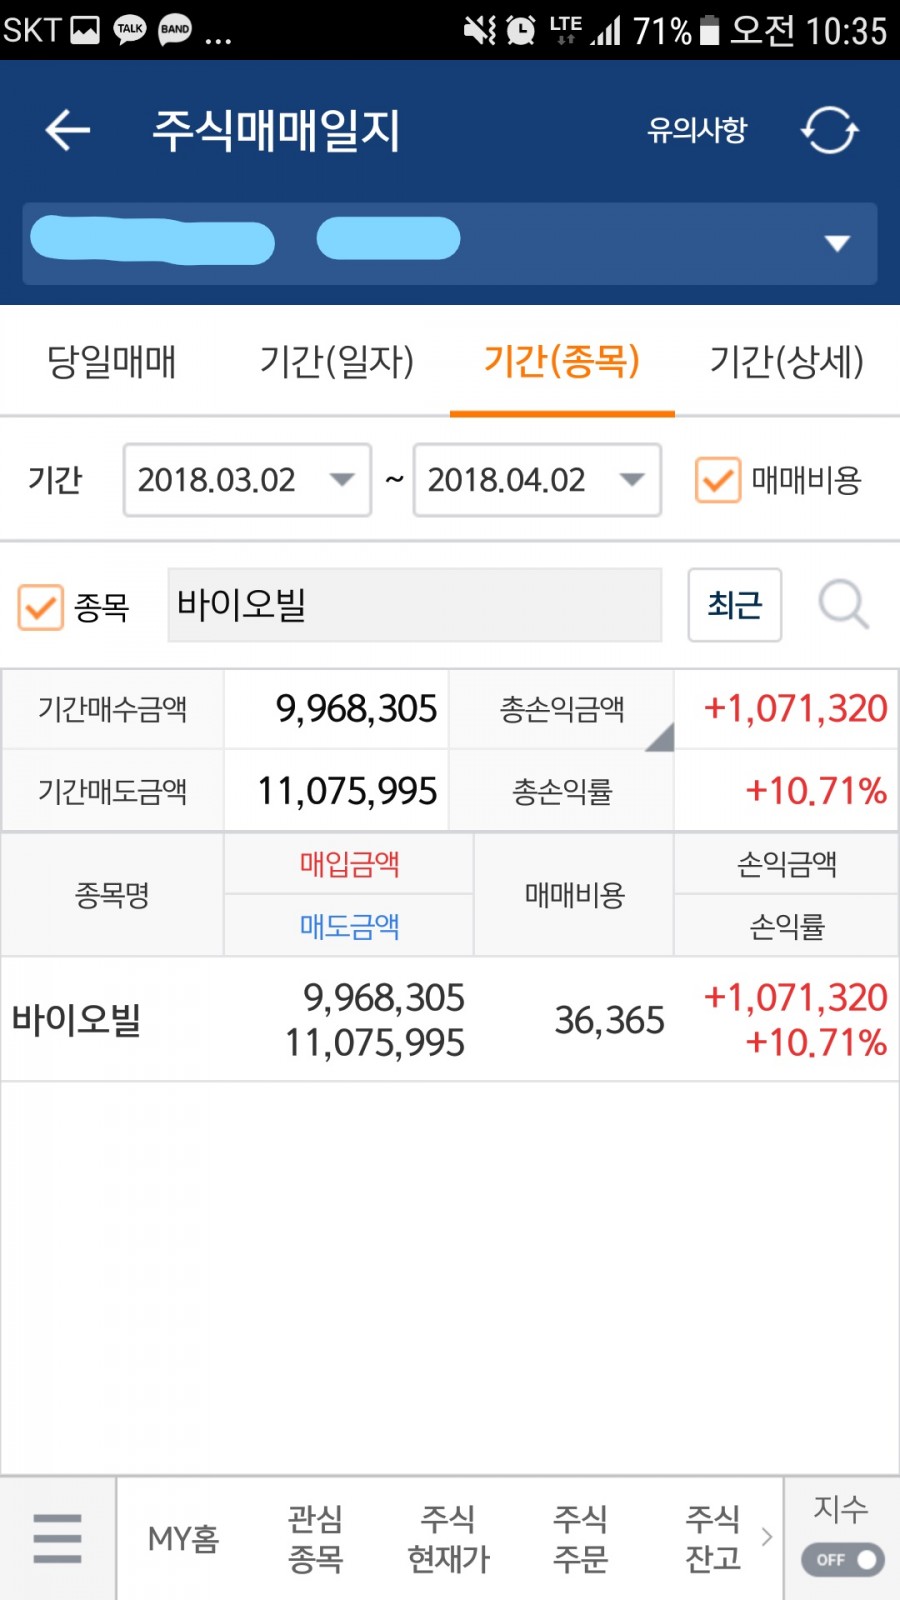 SKT TALK BAND ... LTE 71% 오전 10:35
주식매매일지 유의사항
당일매매 기간(일자) 기간(종목) 기간(상세)
기간 2018.03.02 ~ 2018.04.02 매매비용
종목 바이오빌 최근
기간매수금액 9,968,305 총손익금액 +1,071,320
기간매도금액 11,075,995 총손익률 +10.71%
종목명 매입금액 매매비용 손익금액
매도금액 손익률
바이오빌 9,968,305 36,365 +1,071,320
11,075,995 +10.71%
MY홈 관심 주식 주식 주식 지수
종목 현재가 주문 잔고 OFF